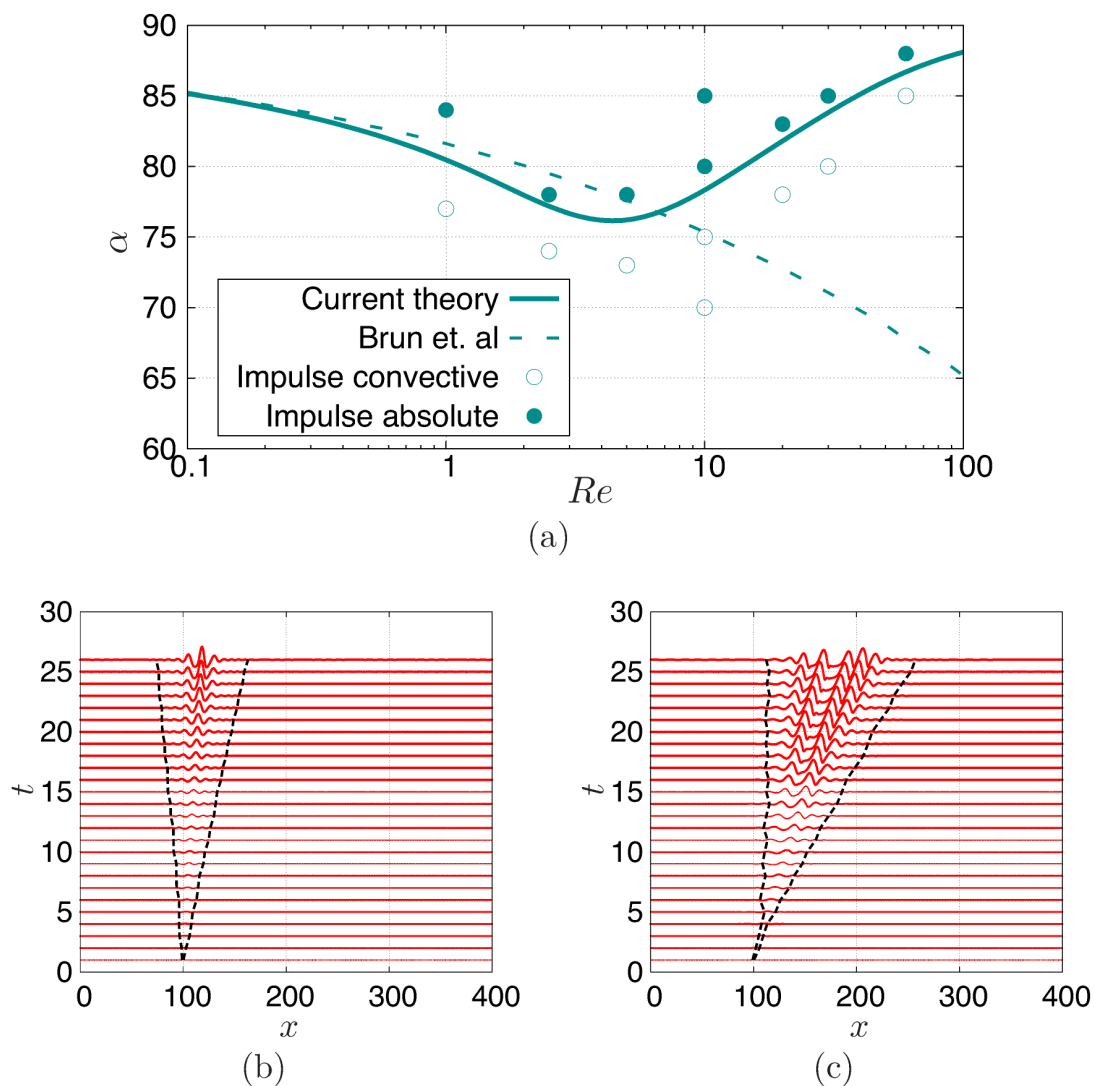 90
85
80
75
70
65
60
α
0.1 1 10 100
Re
Current theory
Brun et. al
Impulse convective
Impulse absolute
(a)
30
25
20
15
10
5
0
t
0 100 200 300 400
x
(b)
30
25
20
15
10
5
0
t
0 100 200 300 400
x
(c)